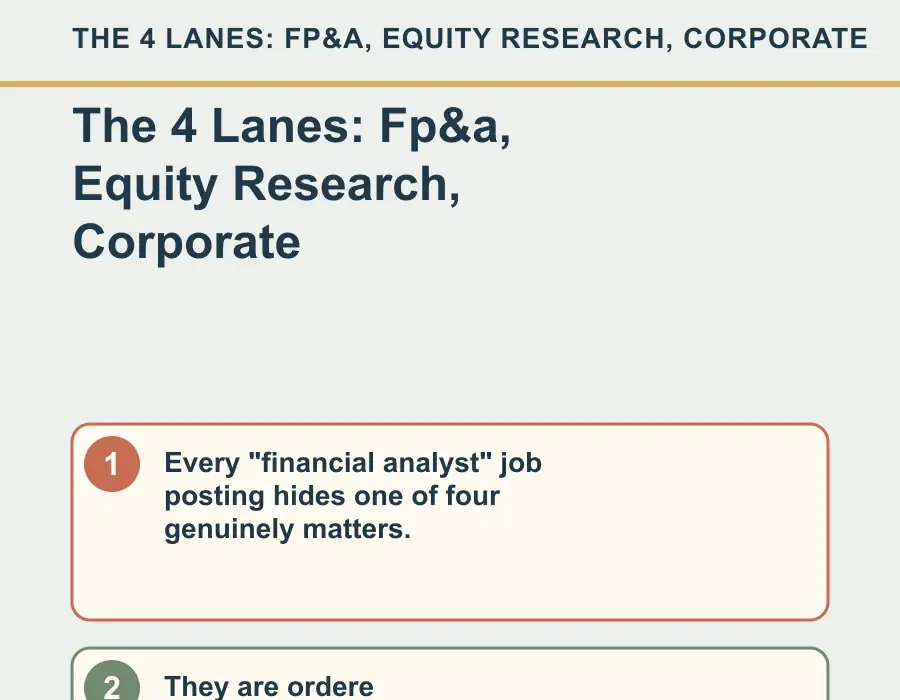 THE 4 LANES: FP&A, EQUITY RESEARCH, CORPORATE
The 4 Lanes: Fp&a,
Equity Research,
Corporate
1
Every "financial analyst" job
posting hides one of four
genuinely matters.
2
They are ordere